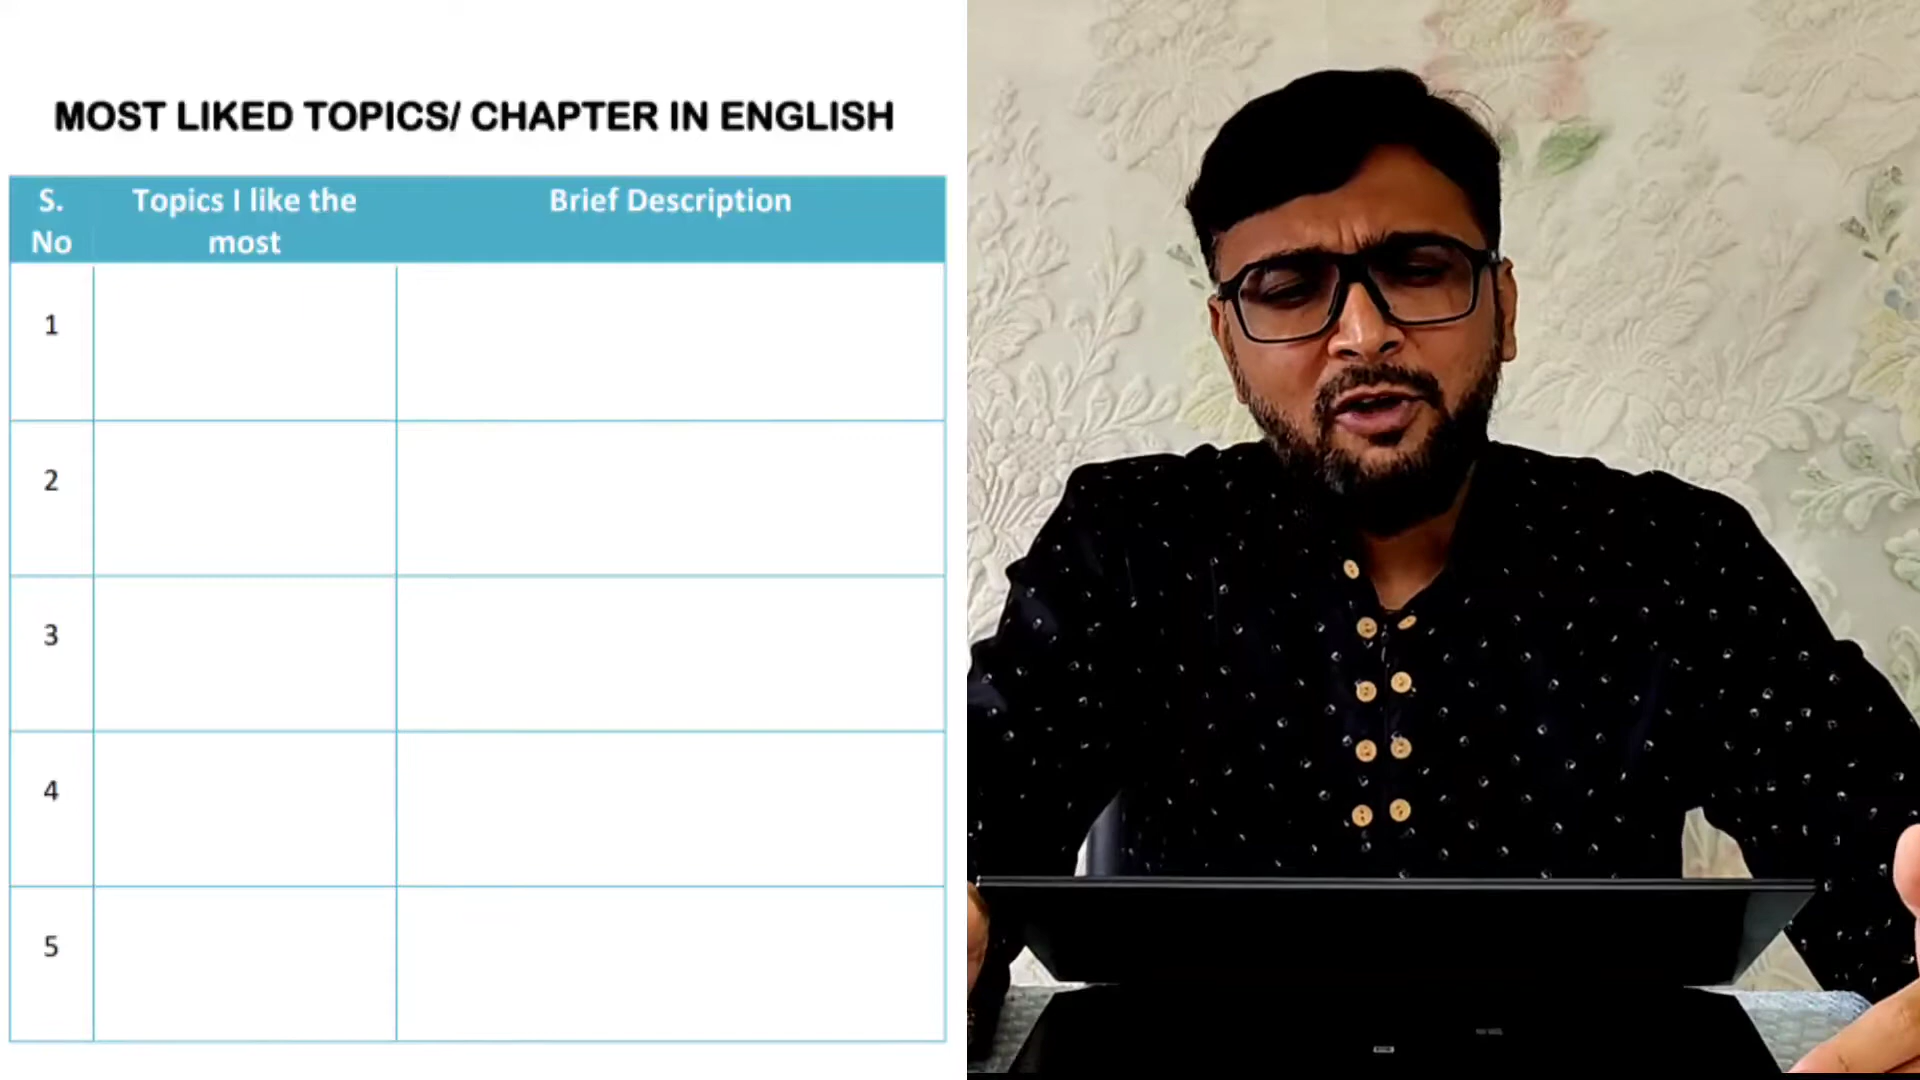 MOST LIKED TOPICS/ CHAPTER IN ENGLISH
S. No
Topics I like the most
Brief Description
1
2
3
4
5